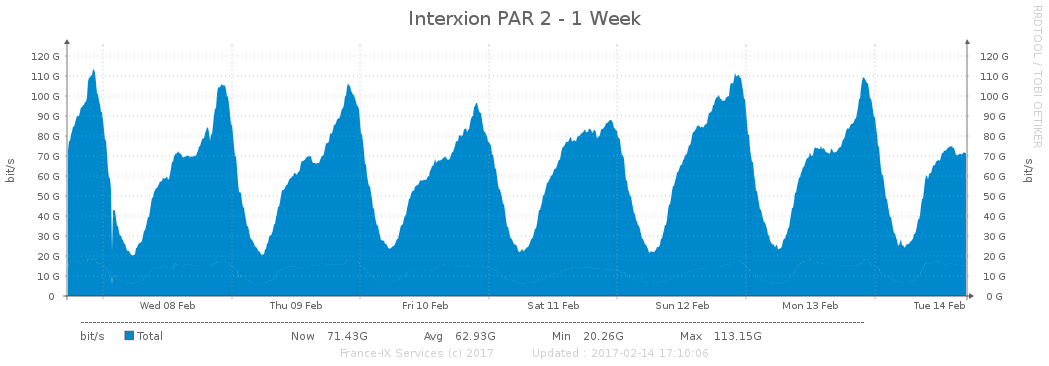 Interxion PAR 2 - 1 Week
RRDTOOL / TOBI OETIKER
bit/s
120 G 120 G
110 G 110 G
100 G 100 G
90 G 90 G
80 G 80 G
70 G 70 G
60 G 60 G
50 G 50 G
40 G 40 G
30 G 30 G
20 G 20 G
10 G 10 G
0 0 G
bit/s
Wed 08 Feb Thu 09 Feb Fri 10 Feb Sat 11 Feb Sun 12 Feb Mon 13 Feb Tue 14 Feb
bit/s Total Now 71.43G Avg 62.93G Min 20.26G Max 113.15G
France-IX Services (c) 2017 Updated : 2017-02-14 17:10:06